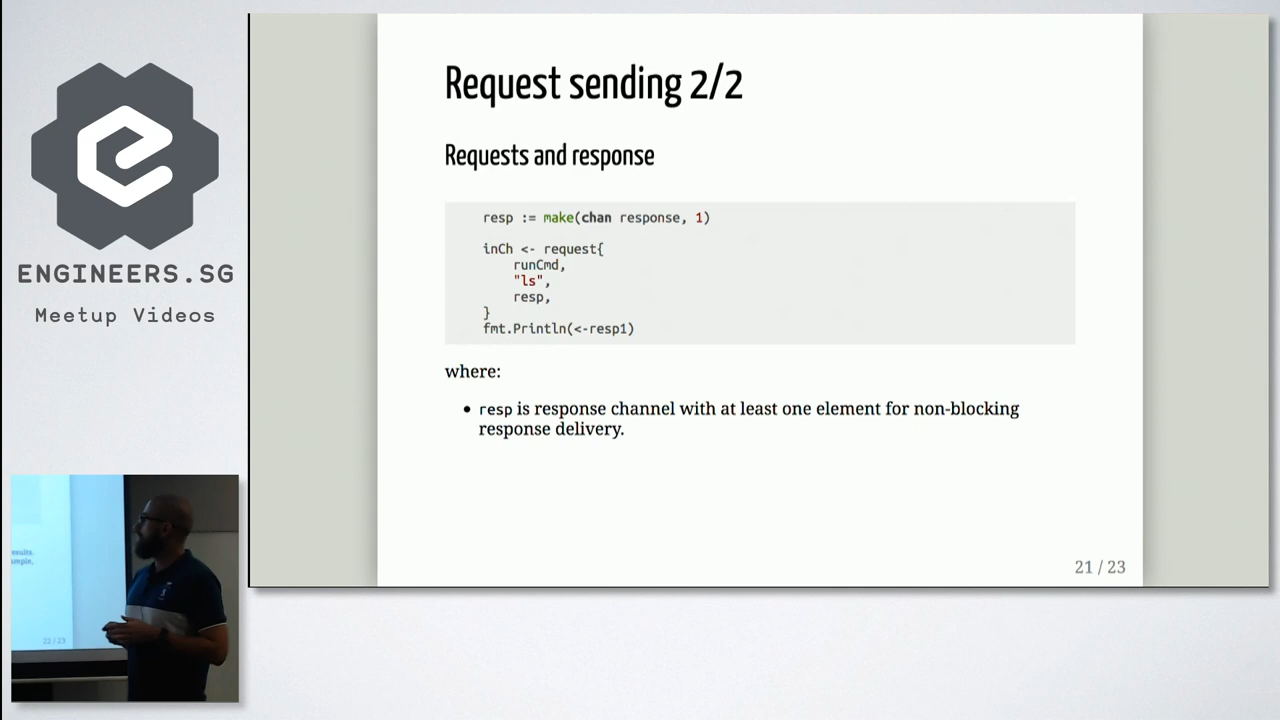 ENGINEERS.SG
Meetup Videos
Request sending 2/2
Requests and response
resp := make(chan response, 1)
inCh <- request{
runCmd,
"ls",
resp,
}
fmt.Println(<-resp1)
where:
• resp is response channel with at least one element for non-blocking
response delivery.
21 / 23
22 / 23